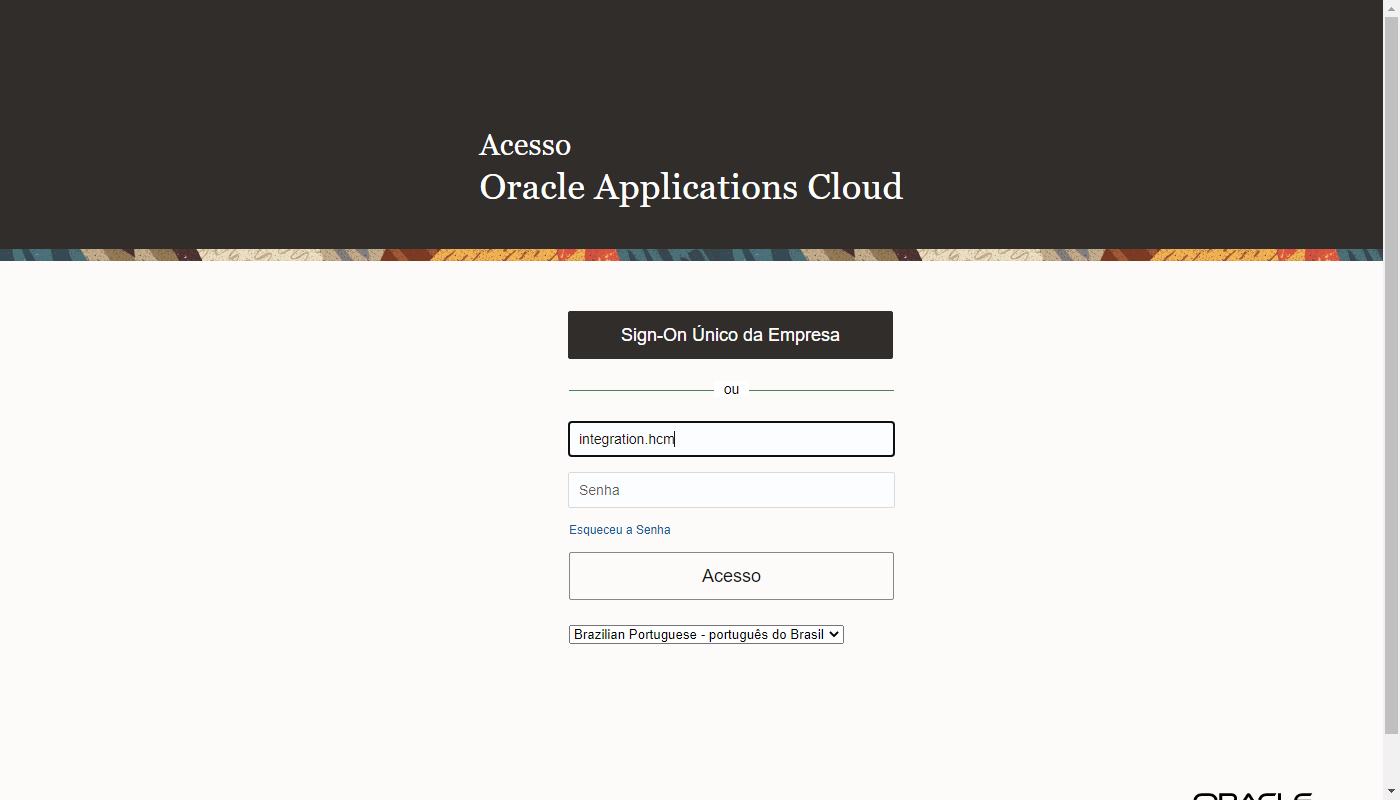 Acesso
Oracle Applications Cloud
Sign-On Único da Empresa
ou
integration.hcm
Senha
Esqueceu a Senha
Acesso
Brazilian Portuguese - português do Brasil
ORACLE